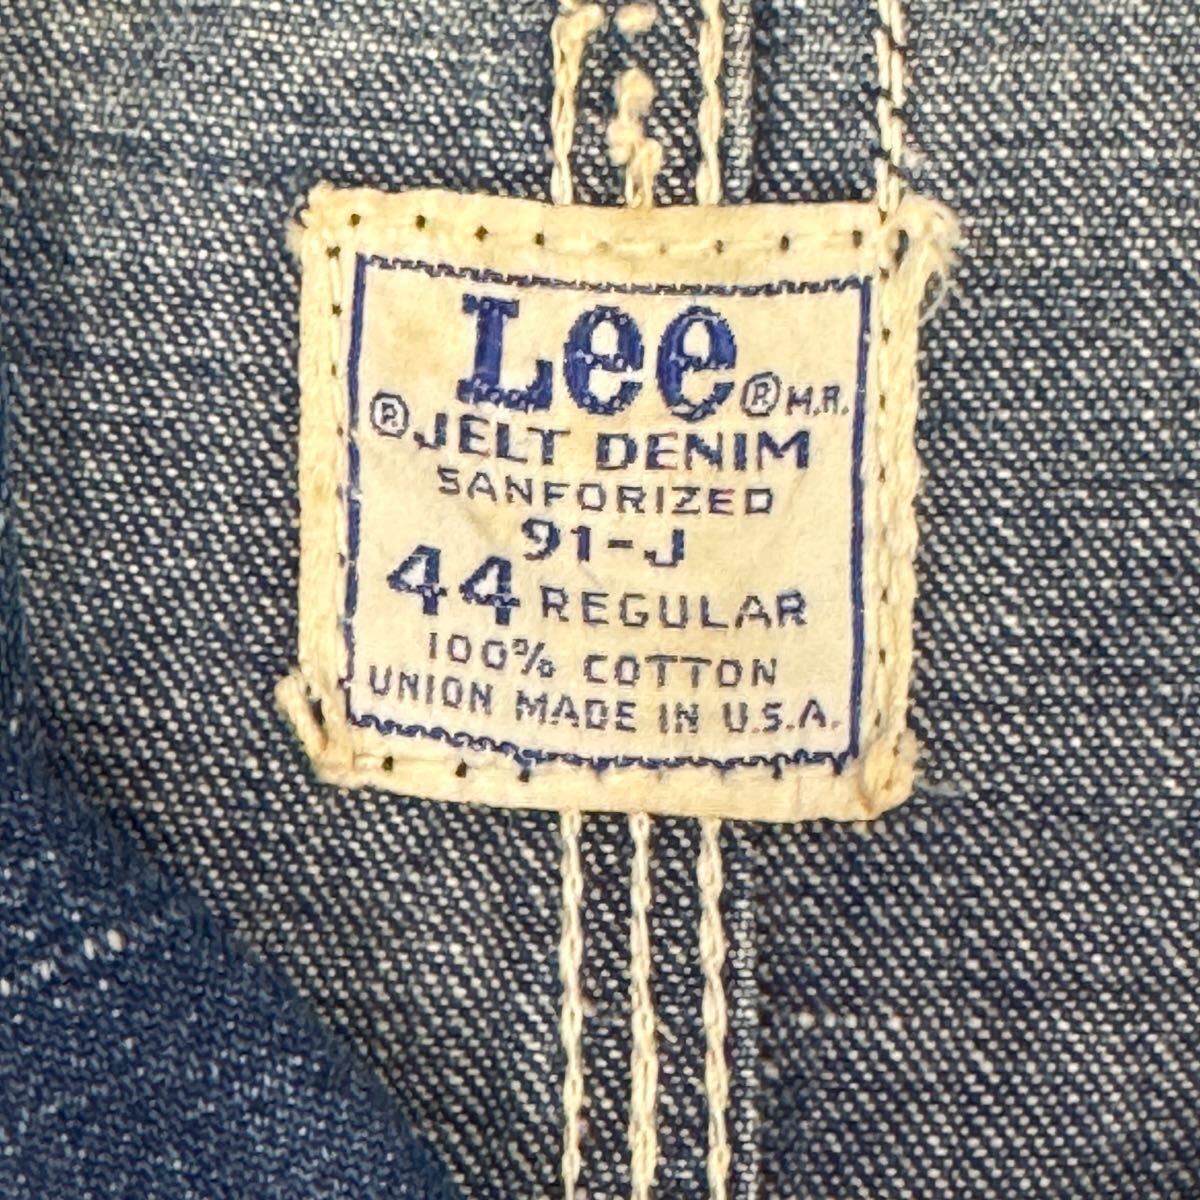 Lee ® M.R.
® JELT DENIM
SANFORIZED
91-J
44 REGULAR
100% COTTON
UNION MADE IN U.S.A.